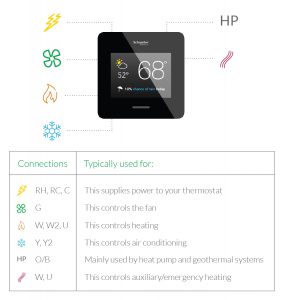 HP
Schneider
52°
68°
10% chance of rain today
Connections Typically used for:
RH, RC, C This supplies power to your thermostat
G This controls the fan
W, W2, U This controls heating
Y, Y2 This controls air conditioning
HP O/B Mainly used by heat pump and geothermal systems
W, U This controls auxiliary/emergency heating